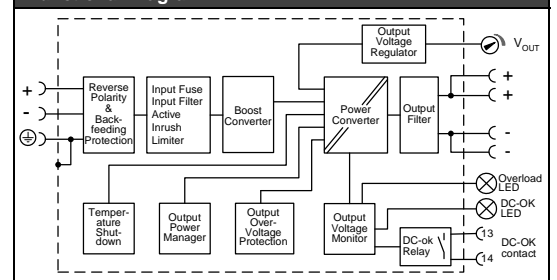 Output
Voltage
Regulator
VOUT
+
-
Reverse
Polarity
&
Back-
feeding
Protection
Input Fuse
Input Filter
Active
Inrush
Limiter
Boost
Converter
Power
Converter
Output
Filter
+
+
-
-
Temper-
ature
Shut-
down
Output
Power
Manager
Output
Over-
Voltage
Protection
Output
Voltage
Monitor
Overload
LED
DC-OK
LED
DC-ok
Relay
13
14
DC-OK
contact